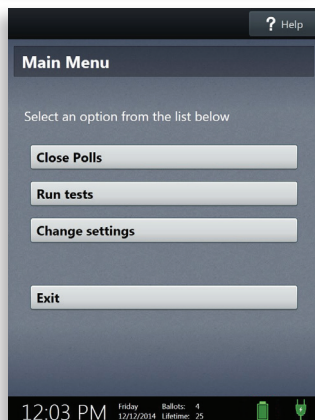 ? Help
Main Menu
Select an option from the list below
Close Polls
Run tests
Change settings
Exit
12:03 PM Friday Ballots: 4
12/12/2014 Lifetime: 25